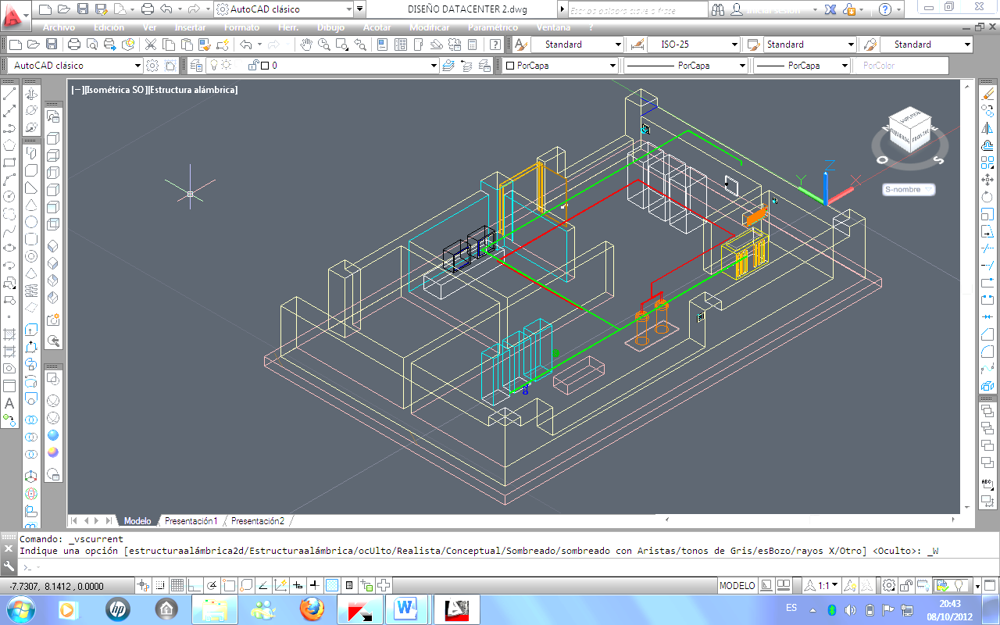 AutoCAD clásico
DISEÑO DATACENTER 2.dwg
Escriba palabra clave o frase
Iniciar sesión
Archivo Edición Ver Insertar Formato Herr. Dibujo Acotar Modificar Paramétrico Ventana ?
Standard ISO-25 Standard Standard
AutoCAD clásico 0 PorCapa PorCapa PorCapa PorColor
[−][Isométrica SO][Estructura alámbrica]
Y Z X
O S
S-nombre
A
ABC
Modelo Presentación1 Presentación2
Comando: _vscurrent
Indique una opción [estructuraalámbrica2d/Estructuraalámbrica/ocUlto/Realista/Conceptual/Sombreado/sombreado con Aristas/tonos de Gris/esBozo/rayos X/Otro] <Oculto>: _W
>_ -
-7.7307, 8.1412 , 0.0000 MODELO 1:1
hp W
ES 20:43
08/10/2012